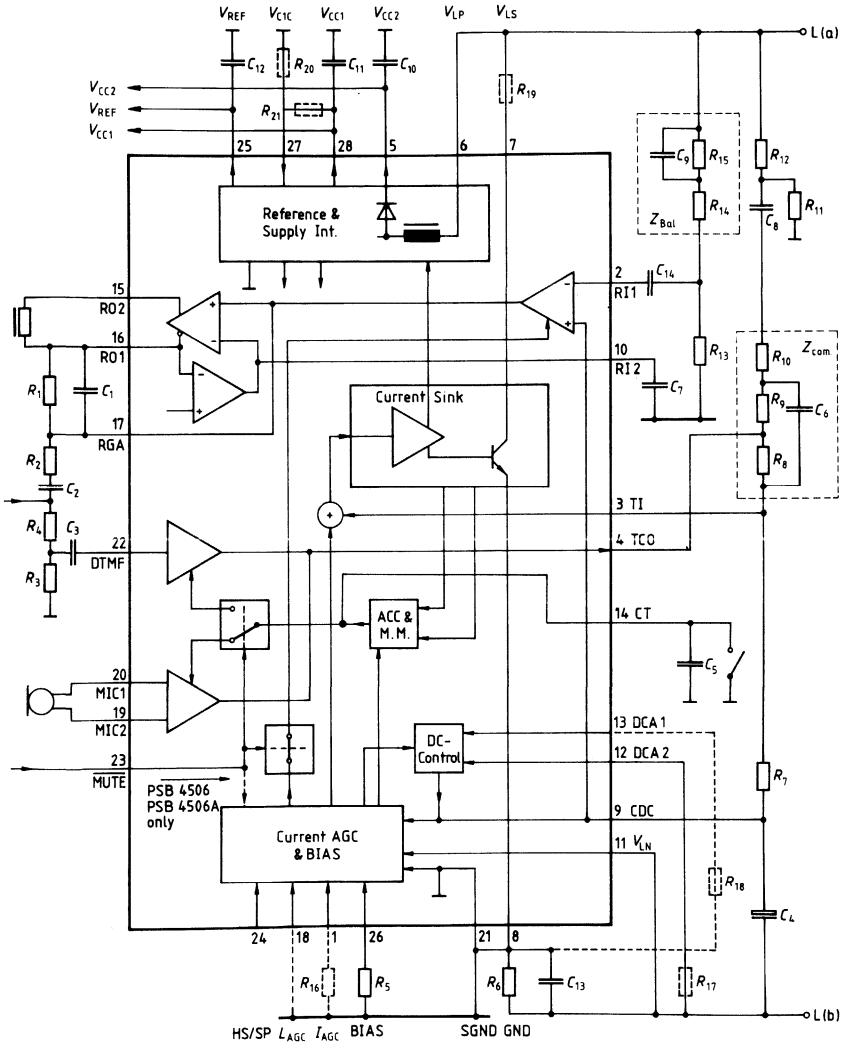 VREF VC1C VCC1 VCC2 VLP VLS
L(a)
C12 R20 C11 C10
VCC2
R19
VREF
R21
VCC1
25 27 28 5 6 7
C9 R15 R12
R14 C8 R11
ZBal
Reference &
Supply Int.
15
RO2
2 C14
RI1
16
RO1
10
RI2
R13
Zcom
R10
R1 C1
C7
R9 C6
Current Sink
17
RGA
R2
R8
C2
+
3 TI
R4 C3
22
DTMF
4 TCO
R3
ACC &
M.M.
14 CT
C5
20
MIC1
19
MIC2
13 DCA 1
DC-
Control
12 DCA 2
23
MUTE
R7
PSB 4506
PSB 4506A
only
9 CDC
Current AGC
& BIAS
11 VLN
R18
C4
24 18 1 26 21 8
R16 R5 R6 C13 R17
L(b)
HS/SP LAGC IAGC BIAS SGND GND